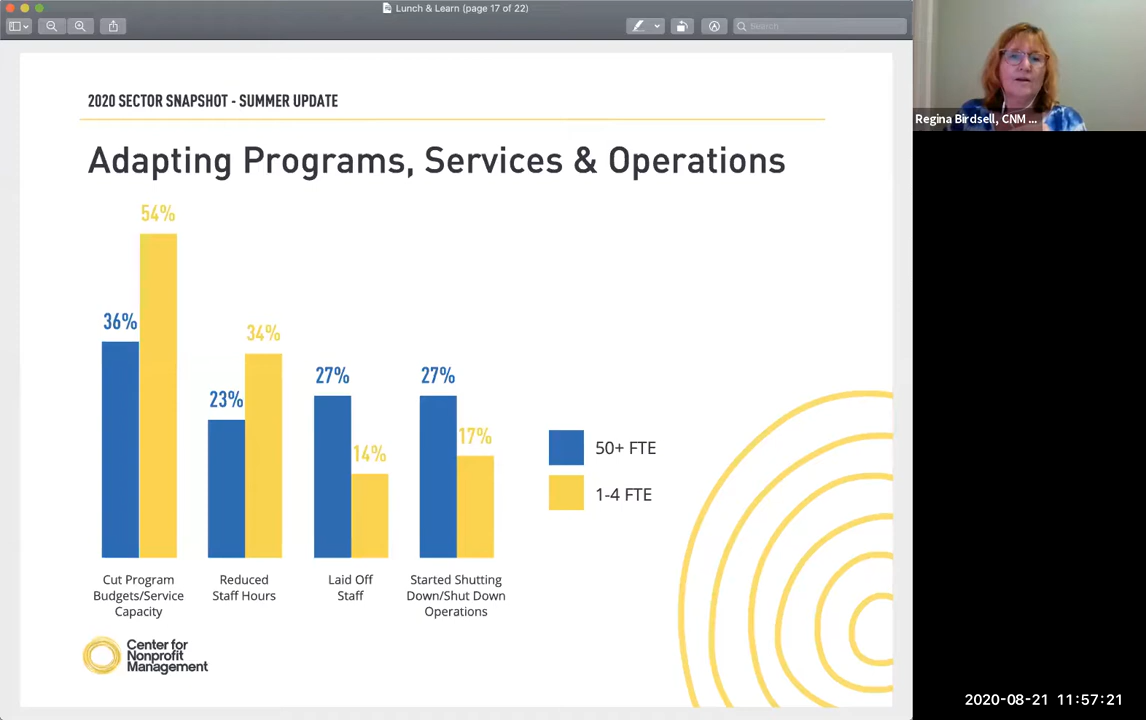 Lunch & Learn (page 17 of 22)
Search
Regina Birdsell, CNM ...
2020 SECTOR SNAPSHOT - SUMMER UPDATE
Adapting Programs, Services & Operations
54%
36%
34%
23%
27%
14%
27%
17%
50+ FTE
1-4 FTE
Cut Program
Budgets/Service
Capacity
Reduced
Staff Hours
Laid Off
Staff
Started Shutting
Down/Shut Down
Operations
Center for
Nonprofit
Management
2020-08-21 11:57:21